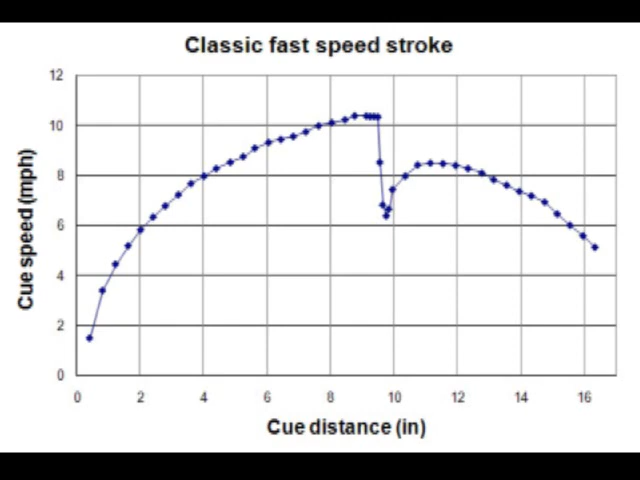 Classic fast speed stroke
12
10
8
6
4
2
0
Cue speed (mph)
0 2 4 6 8 10 12 14 16
Cue distance (in)